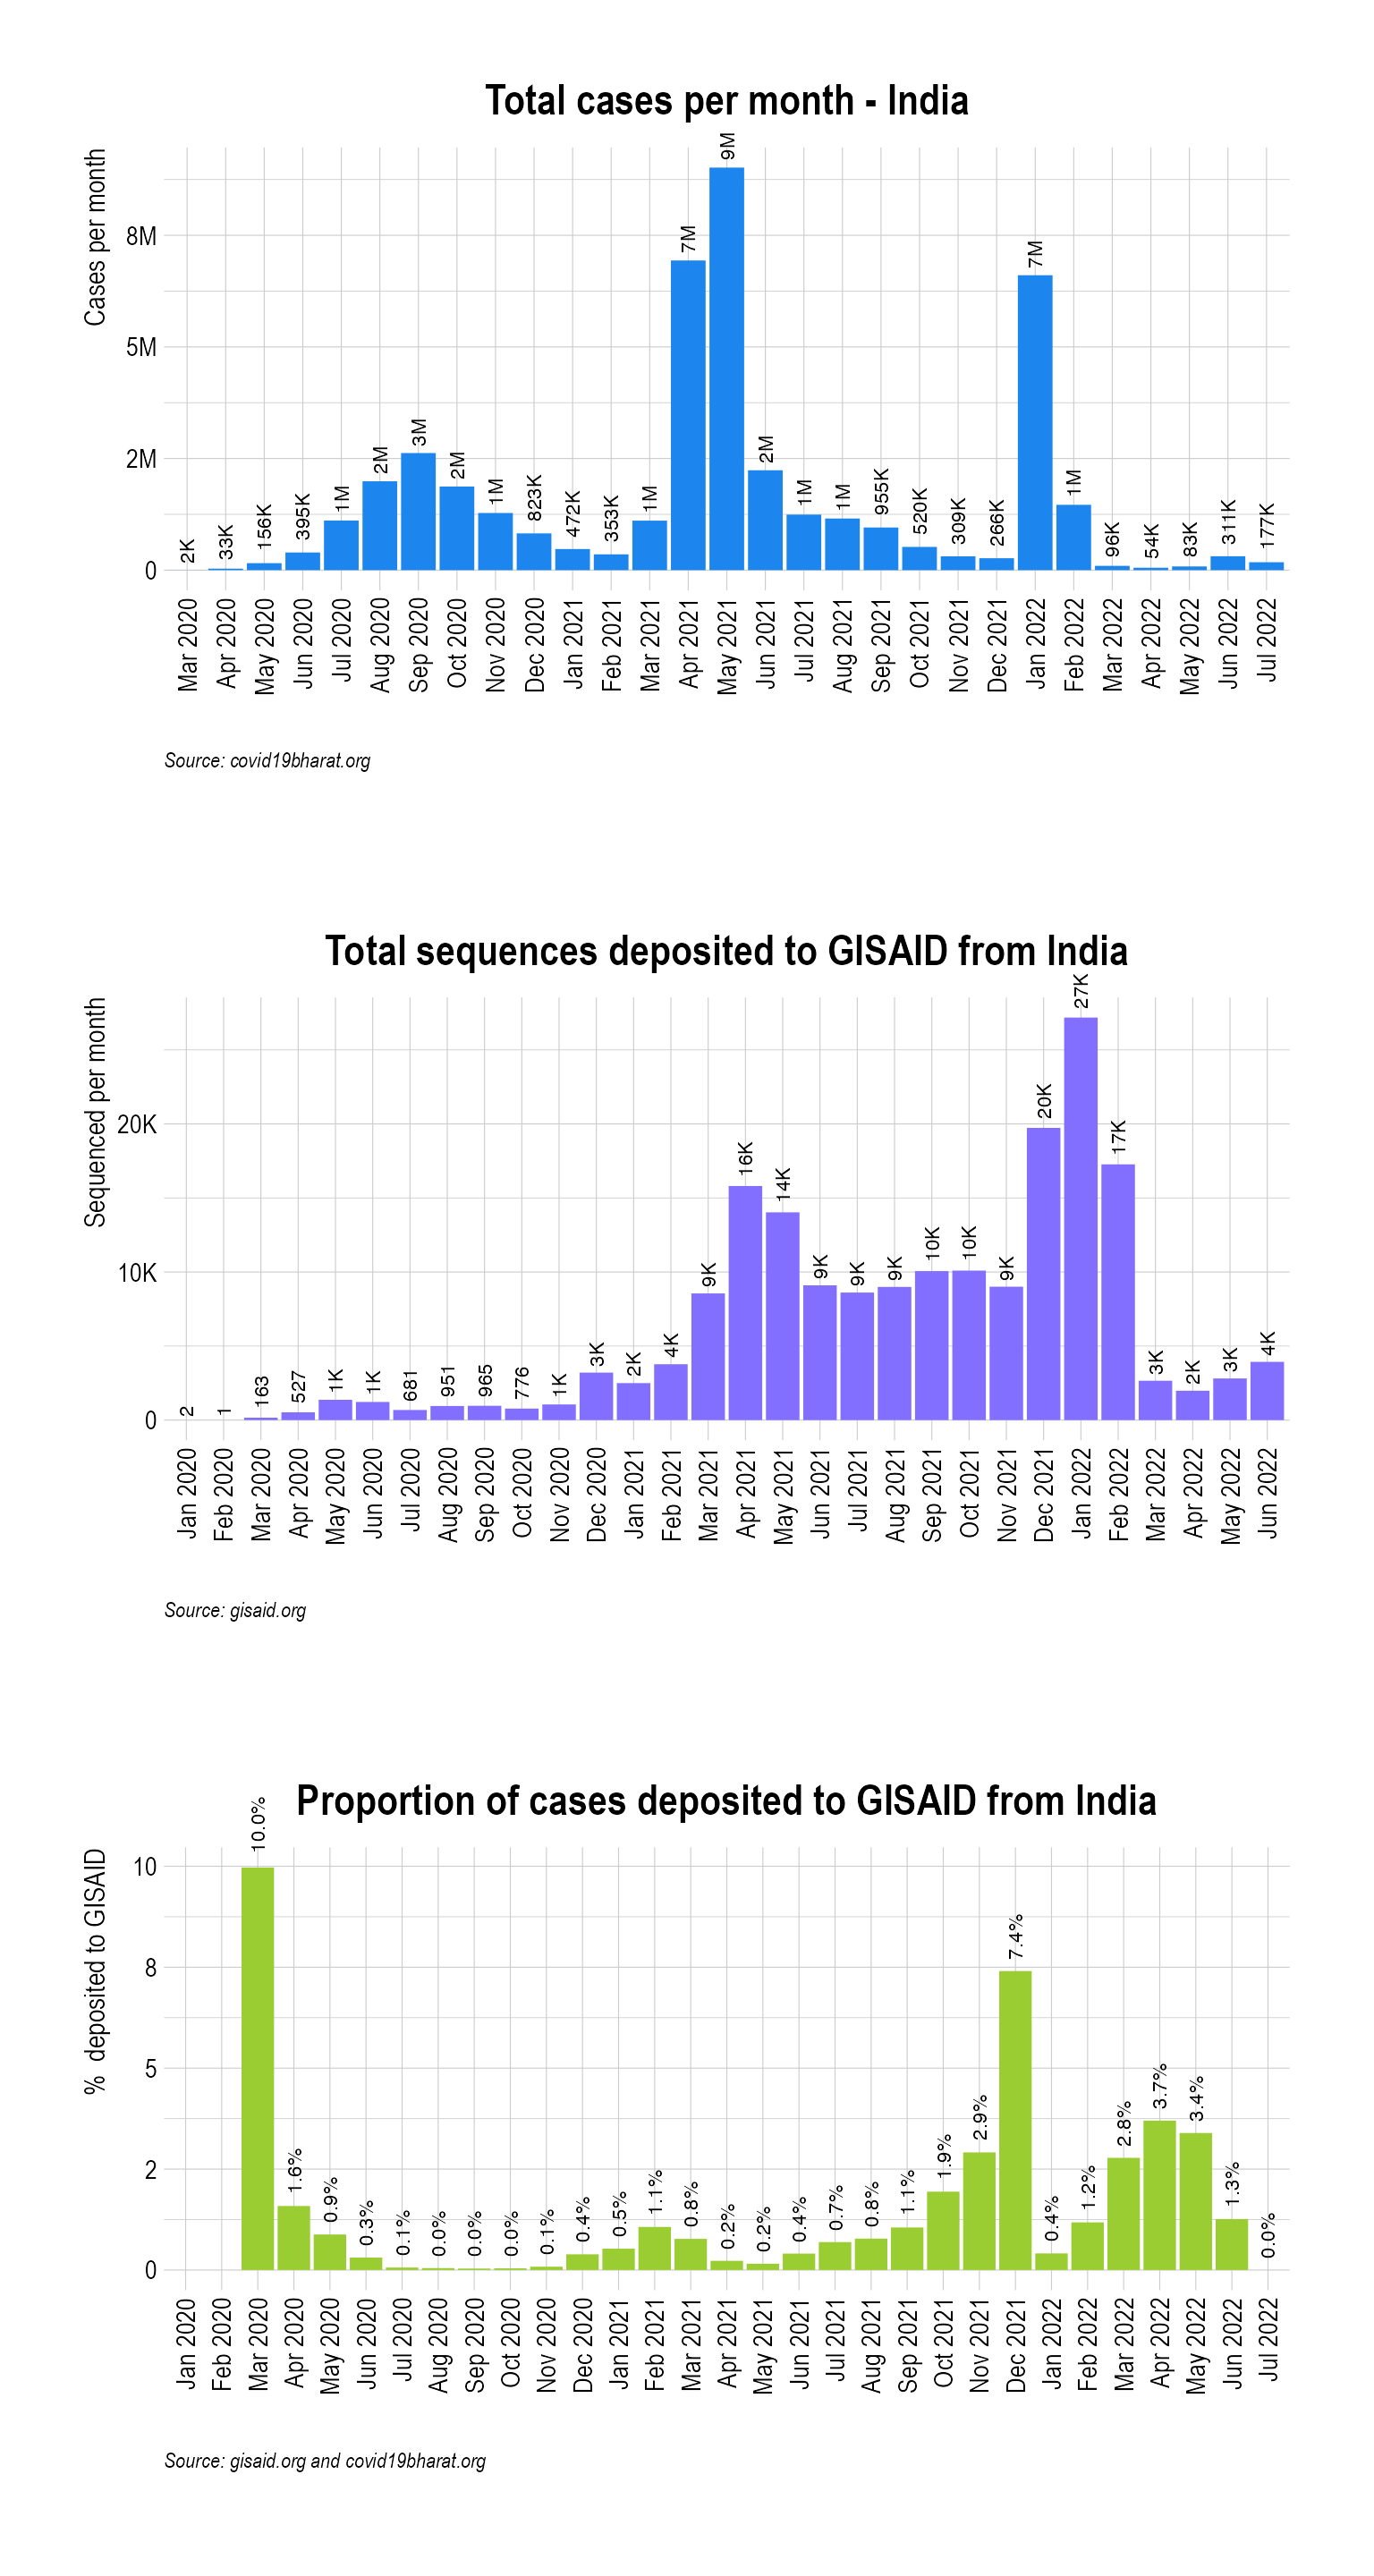 Total cases per month - India
Cases per month
8M
5M
2M
0
2K
33K
156K
395K
1M
2M
3M
2M
1M
823K
472K
353K
1M
7M
9M
2M
1M
1M
955K
520K
309K
266K
7M
1M
96K
54K
83K
311K
177K
Mar 2020
Apr 2020
May 2020
Jun 2020
Jul 2020
Aug 2020
Sep 2020
Oct 2020
Nov 2020
Dec 2020
Jan 2021
Feb 2021
Mar 2021
Apr 2021
May 2021
Jun 2021
Jul 2021
Aug 2021
Sep 2021
Oct 2021
Nov 2021
Dec 2021
Jan 2022
Feb 2022
Mar 2022
Apr 2022
May 2022
Jun 2022
Jul 2022
Source: covid19bharat.org
Total sequences deposited to GISAID from India
Sequenced per month
20K
10K
0
2
1
163
527
1K
1K
681
951
965
776
1K
3K
2K
4K
9K
16K
14K
9K
9K
9K
10K
10K
9K
20K
27K
17K
3K
2K
3K
4K
Jan 2020
Feb 2020
Mar 2020
Apr 2020
May 2020
Jun 2020
Jul 2020
Aug 2020
Sep 2020
Oct 2020
Nov 2020
Dec 2020
Jan 2021
Feb 2021
Mar 2021
Apr 2021
May 2021
Jun 2021
Jul 2021
Aug 2021
Sep 2021
Oct 2021
Nov 2021
Dec 2021
Jan 2022
Feb 2022
Mar 2022
Apr 2022
May 2022
Jun 2022
Source: gisaid.org
Proportion of cases deposited to GISAID from India
% deposited to GISAID
10
8
5
2
0
10.0%
1.6%
0.9%
0.3%
0.1%
0.0%
0.0%
0.0%
0.1%
0.4%
0.5%
1.1%
0.8%
0.2%
0.2%
0.4%
0.7%
0.8%
1.1%
1.9%
2.9%
7.4%
0.4%
1.2%
2.8%
3.7%
3.4%
1.3%
0.0%
Jan 2020
Feb 2020
Mar 2020
Apr 2020
May 2020
Jun 2020
Jul 2020
Aug 2020
Sep 2020
Oct 2020
Nov 2020
Dec 2020
Jan 2021
Feb 2021
Mar 2021
Apr 2021
May 2021
Jun 2021
Jul 2021
Aug 2021
Sep 2021
Oct 2021
Nov 2021
Dec 2021
Jan 2022
Feb 2022
Mar 2022
Apr 2022
May 2022
Jun 2022
Jul 2022
Source: gisaid.org and covid19bharat.org